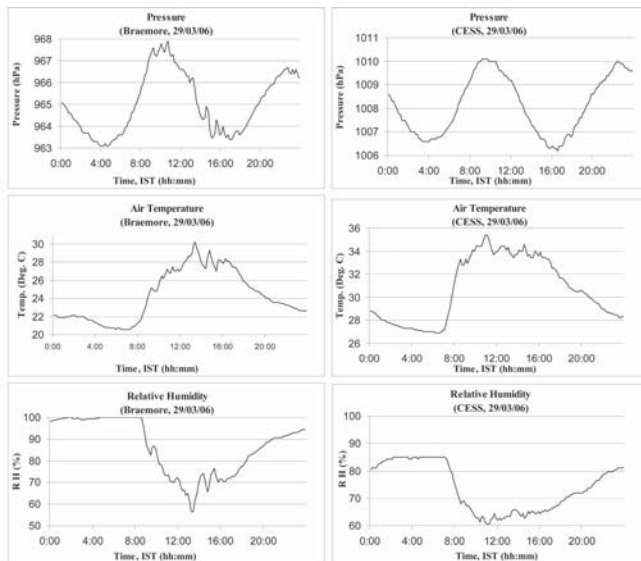 Pressure
(Braemore, 29/03/06)
Pressure (hPa)
968
967
966
965
964
963
0:00 4:00 8:00 12:00 16:00 20:00
Time, IST (hh:mm)
Pressure
(CESS, 29/03/06)
Pressure (hPa)
1011
1010
1009
1007
1006
0:00 4:00 8:00 12:00 16:00 20:00
Time, IST (hh:mm)
Air Temperature
(Braemore, 29/03/06)
Temp. (Deg. C)
30
28
26
24
22
20
0:00 4:00 8:00 12:00 16:00 20:00
Time, IST (hh:mm)
Air Temperature
(CESS, 29/03/06)
Temp. (Deg. C)
36
34
32
30
28
26
0:00 4:00 8:00 12:00 16:00 20:00
Time, IST (hh:mm)
Relative Humidity
(Braemore, 29/03/06)
R H (%)
100
90
80
70
60
50
0:00 4:00 8:00 12:00 16:00 20:00
Time, IST (hh:mm)
Relative Humidity
(CESS, 29/03/06)
R H (%)
100
90
80
70
60
0:00 4:00 8:00 12:00 16:00 20:00
Time, IST (hh:mm)